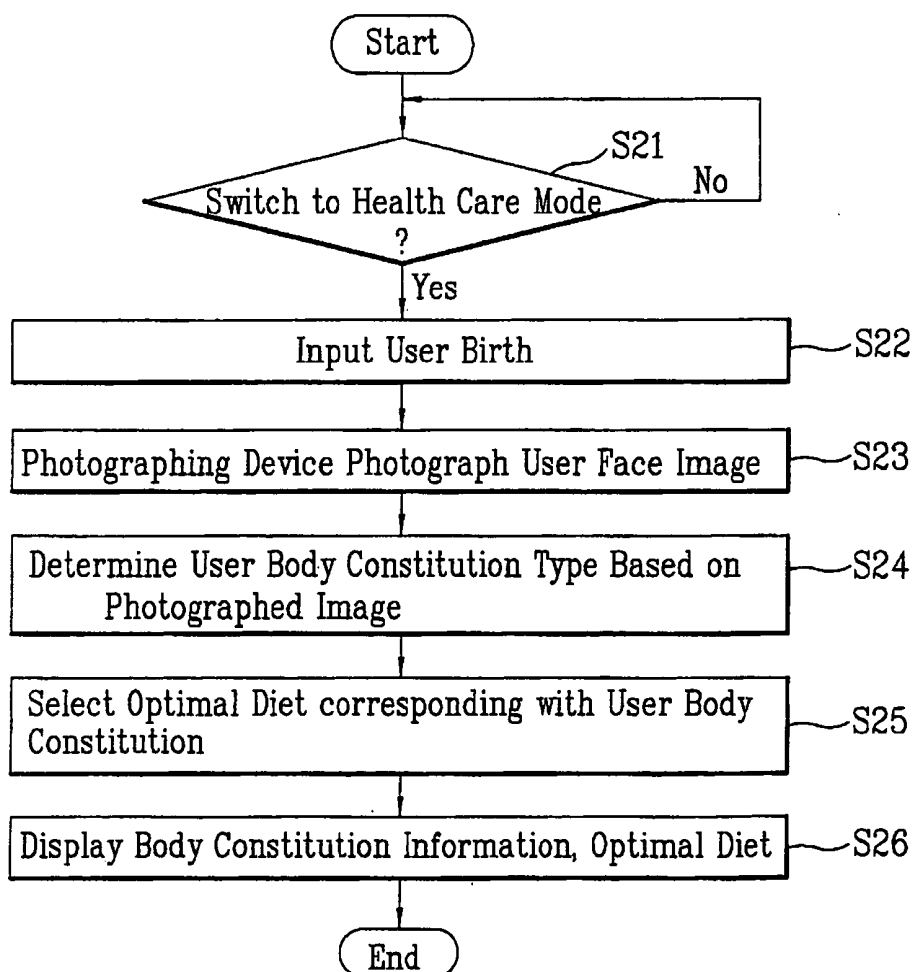 Start
S21
Switch to Health Care Mode
?
No
Yes
Input User Birth
S22
Photographing Device Photograph User Face Image
S23
Determine User Body Constitution Type Based on
Photographed Image
S24
Select Optimal Diet corresponding with User Body
Constitution
S25
Display Body Constitution Information, Optimal Diet
S26
End